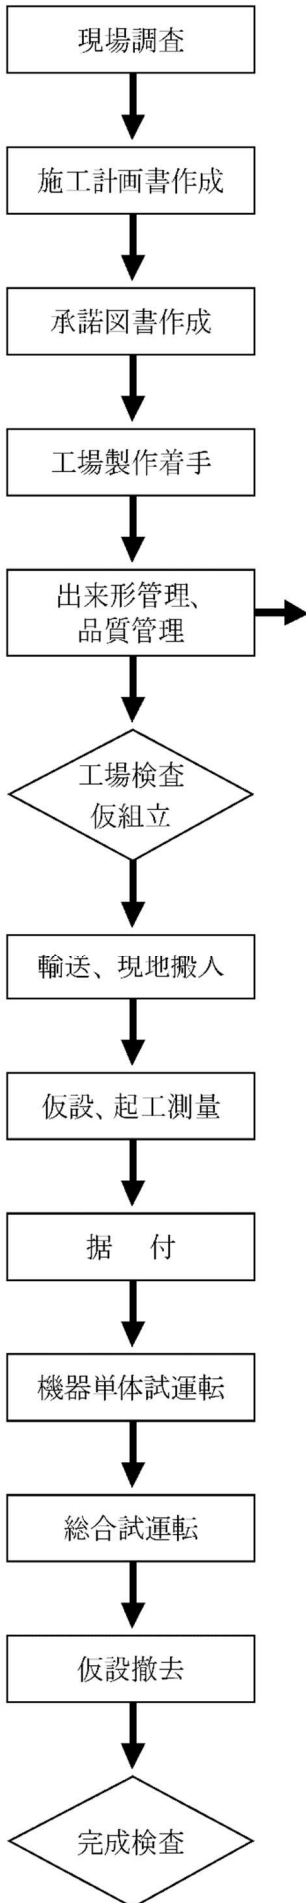 現場調査
施工計画書作成
承諾図書作成
工場製作着手
出来形管理、
品質管理
工場検査
仮組立
輸送、現地搬人
仮設、起工測量
据 付
機器単体試運転
総合試運転
仮設撤去
完成検査